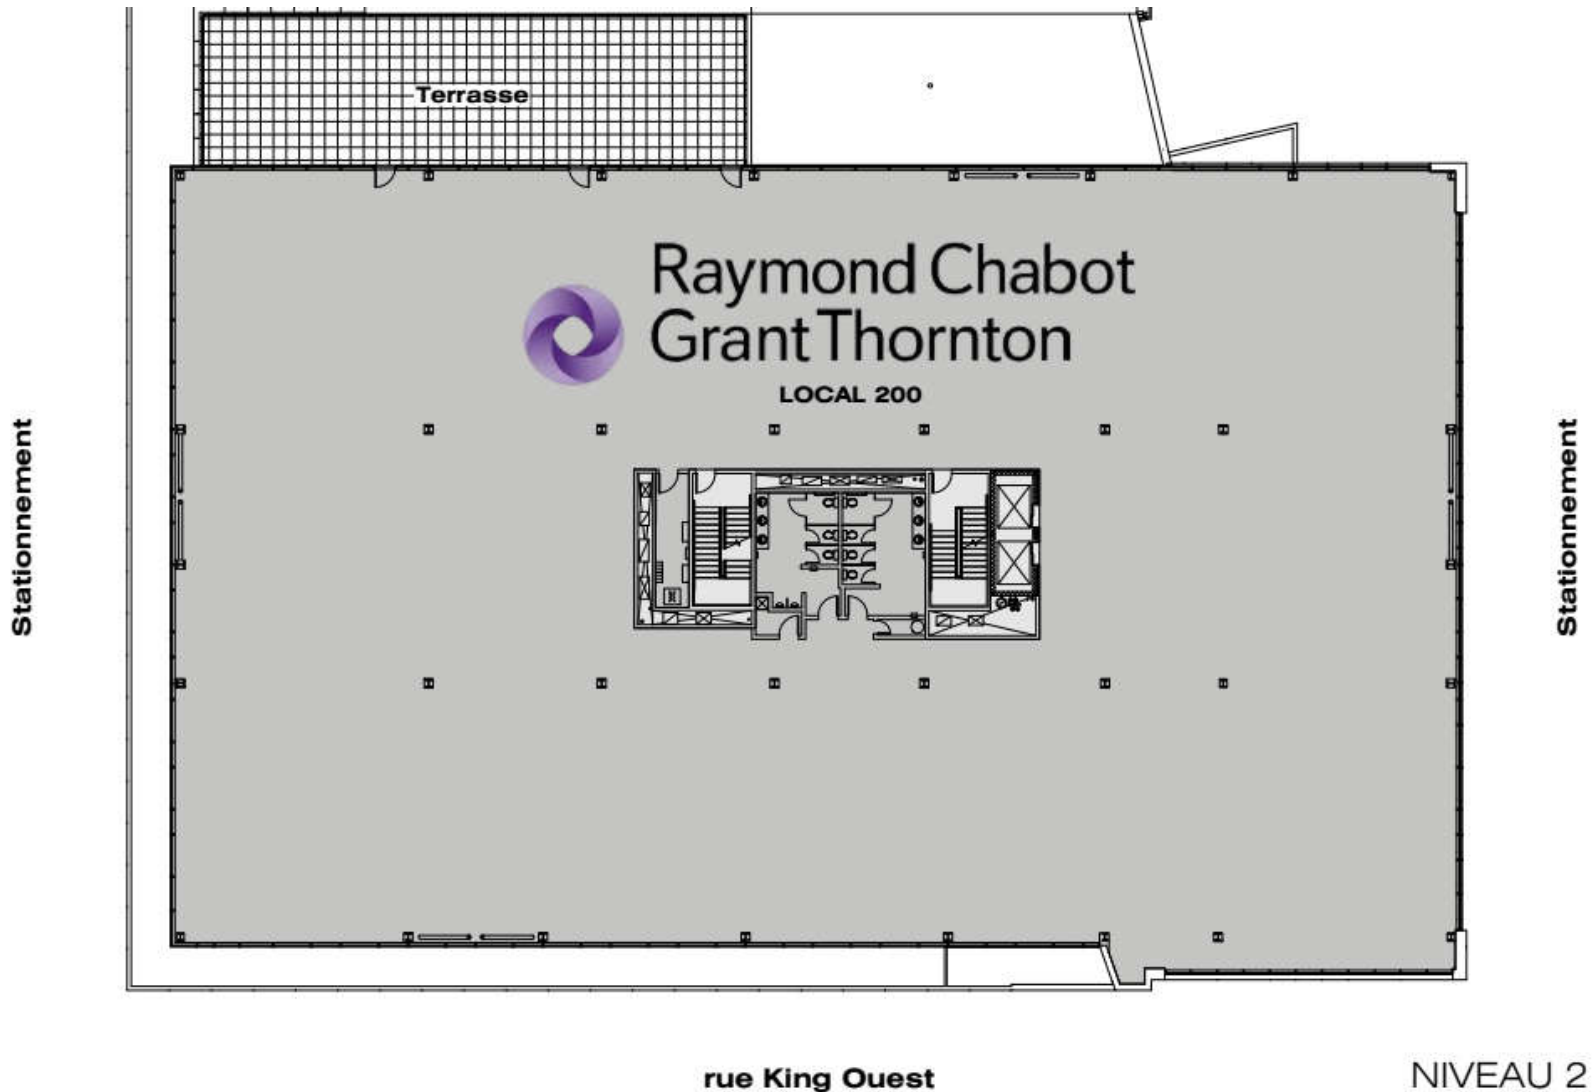 Terrasse
Raymond Chabot
Grant Thornton
LOCAL 200
Stationnement
Stationnement
rue King Ouest
NIVEAU 2